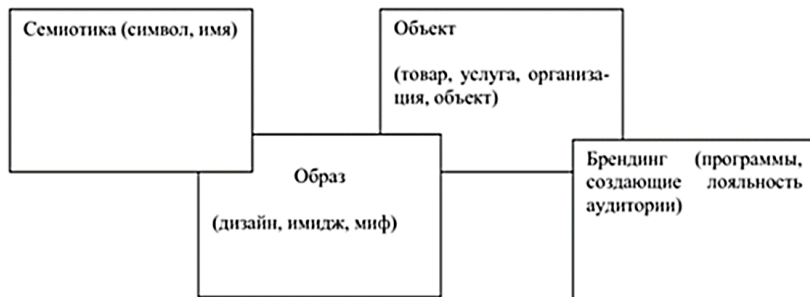 Семиотика (символ, имя)
Объект
(товар, услуга, организа-
ция, объект)
Образ
(дизайн, имидж, миф)
Брендинг (программы,
создающие лояльность
аудитории)